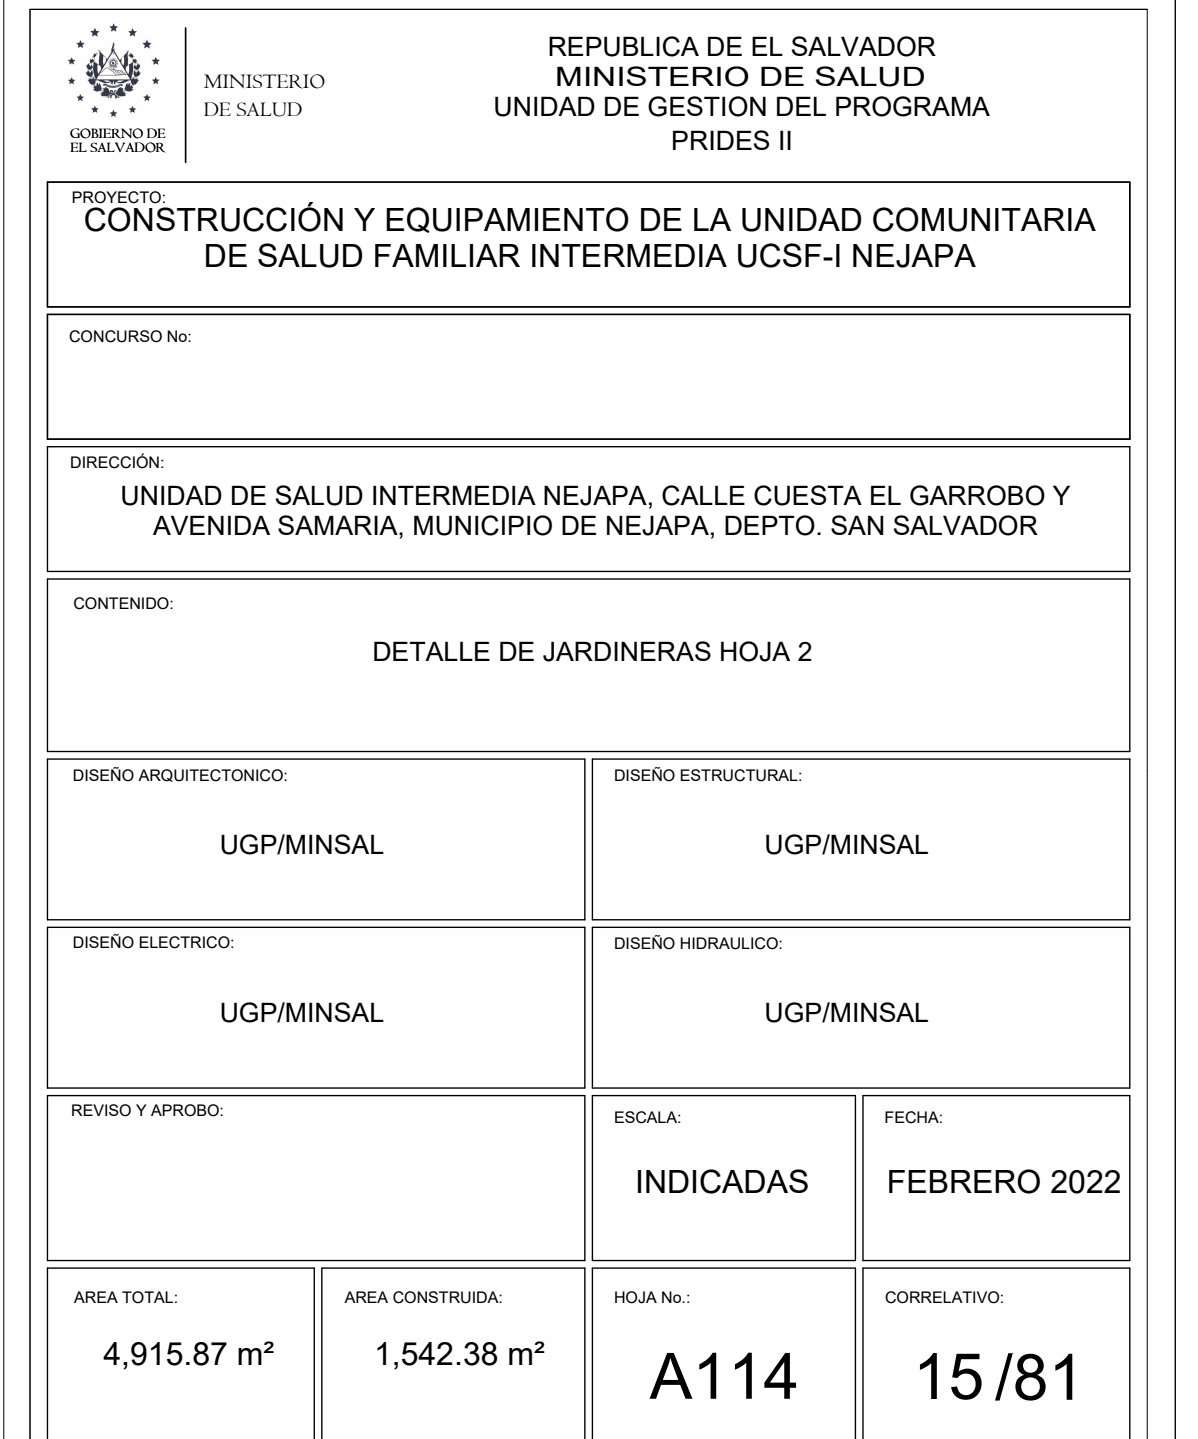 GOBIERNO DE
EL SALVADOR
MINISTERIO
DE SALUD
REPUBLICA DE EL SALVADOR
MINISTERIO DE SALUD
UNIDAD DE GESTION DEL PROGRAMA
PRIDES II
PROYECTO:
CONSTRUCCIÓN Y EQUIPAMIENTO DE LA UNIDAD COMUNITARIA
DE SALUD FAMILIAR INTERMEDIA UCSF-I NEJAPA
CONCURSO No:
DIRECCIÓN:
UNIDAD DE SALUD INTERMEDIA NEJAPA, CALLE CUESTA EL GARROBO Y
AVENIDA SAMARIA, MUNICIPIO DE NEJAPA, DEPTO. SAN SALVADOR
CONTENIDO:
DETALLE DE JARDINERAS HOJA 2
DISEÑO ARQUITECTONICO:
UGP/MINSAL
DISEÑO ESTRUCTURAL:
UGP/MINSAL
DISEÑO ELECTRICO:
UGP/MINSAL
DISEÑO HIDRAULICO:
UGP/MINSAL
REVISO Y APROBO:
ESCALA:
INDICADAS
FECHA:
FEBRERO 2022
AREA TOTAL:
4,915.87 m²
AREA CONSTRUIDA:
1,542.38 m²
HOJA No.:
A114
CORRELATIVO:
15 /81